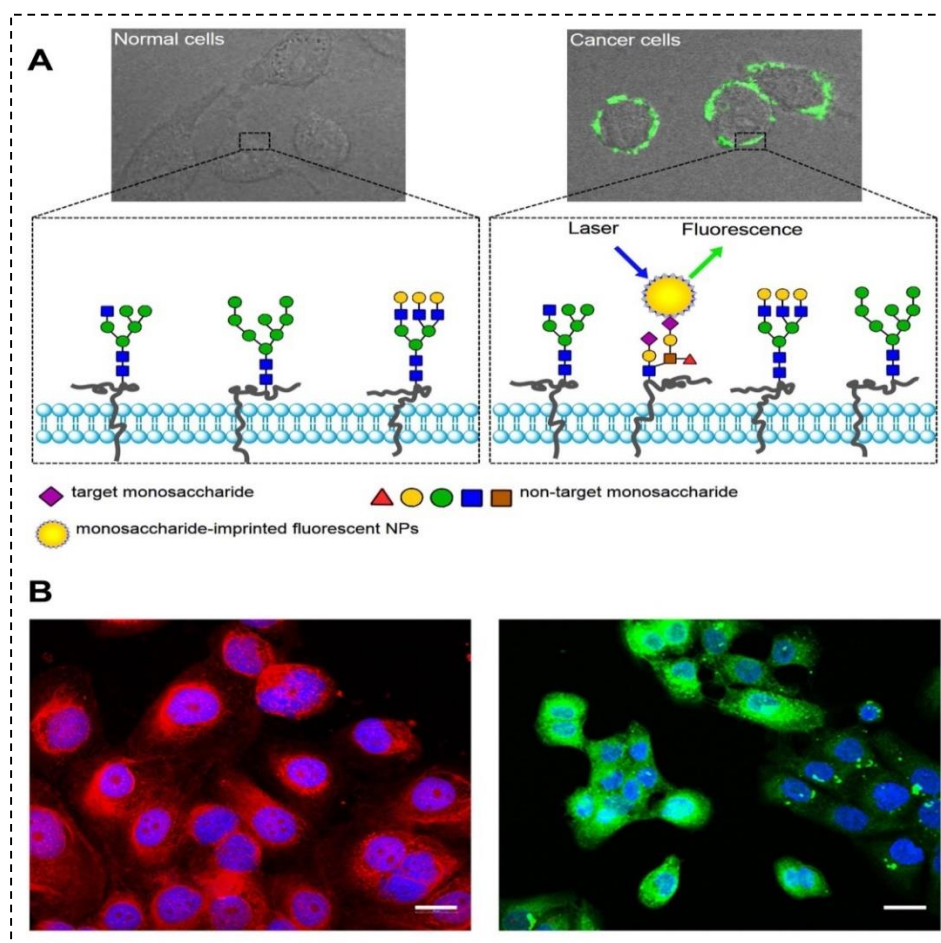 A
Normal cells
Cancer cells
Laser
Fluorescence
target monosaccharide
non-target monosaccharide
monosaccharide-imprinted fluorescent NPs
B